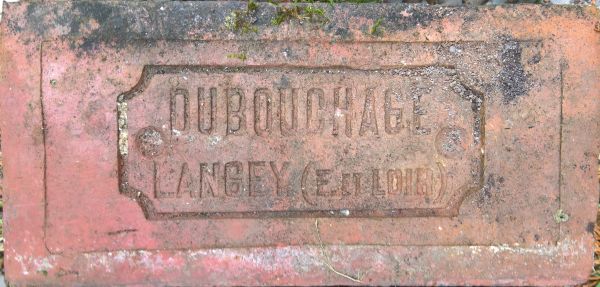 DUBOUCHAGE
LANGEY (E. ET LOIR)